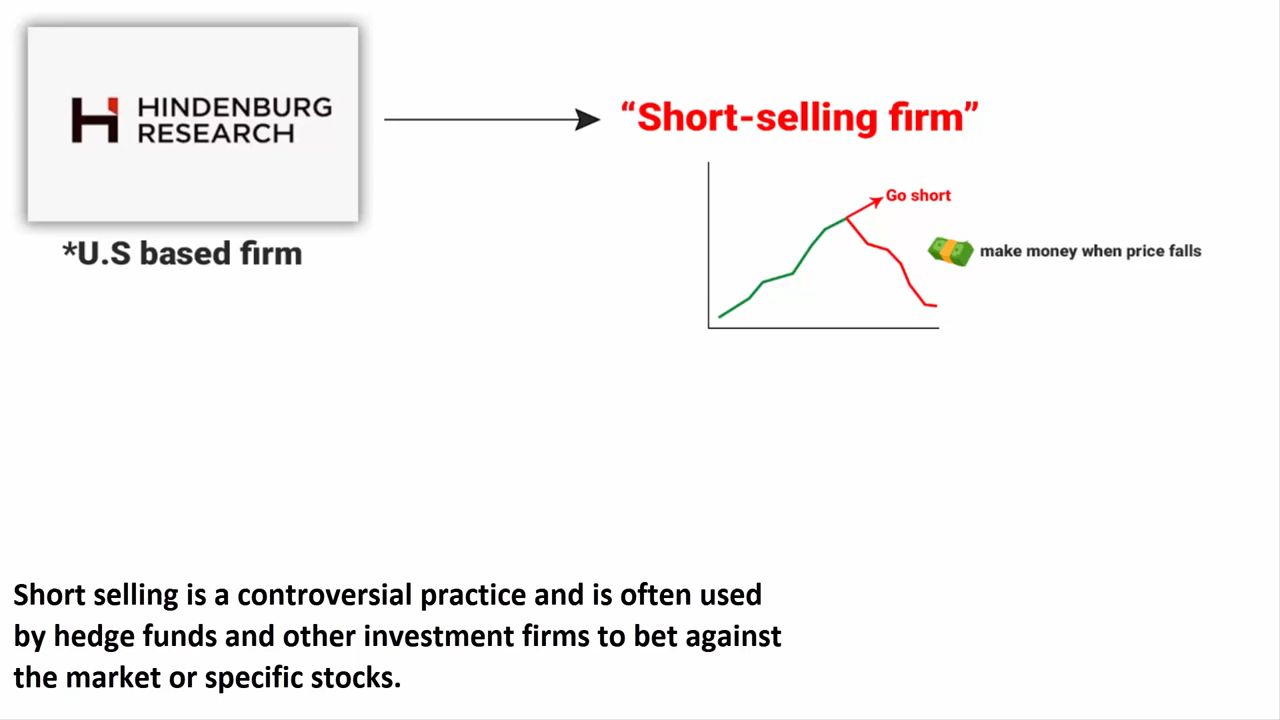 HINDENBURG
RESEARCH
*U.S based firm
“Short-selling firm”
Go short
make money when price falls
Short selling is a controversial practice and is often used
by hedge funds and other investment firms to bet against
the market or specific stocks.